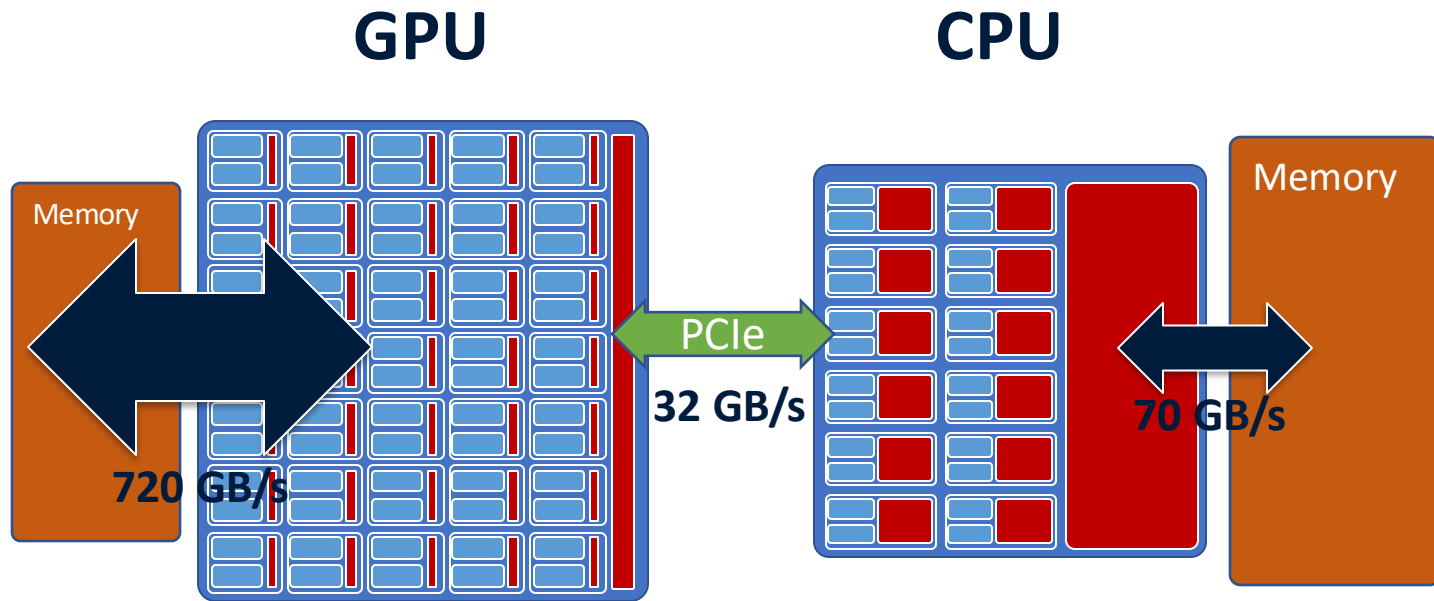 GPU
CPU
Memory
Memory
PCIe
32 GB/s
70 GB/s
720 GB/s